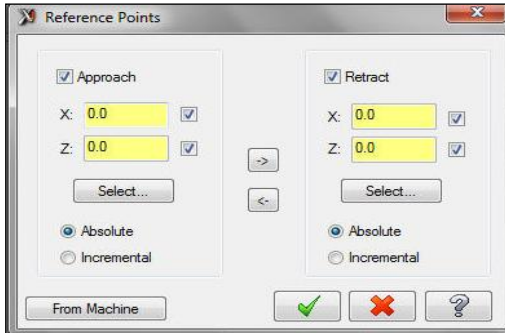 Reference Points
Approach
X: 0.0
Z: 0.0
Select...
Absolute
Incremental
->
<-
Retract
X: 0.0
Z: 0.0
Select...
Absolute
Incremental
From Machine
?